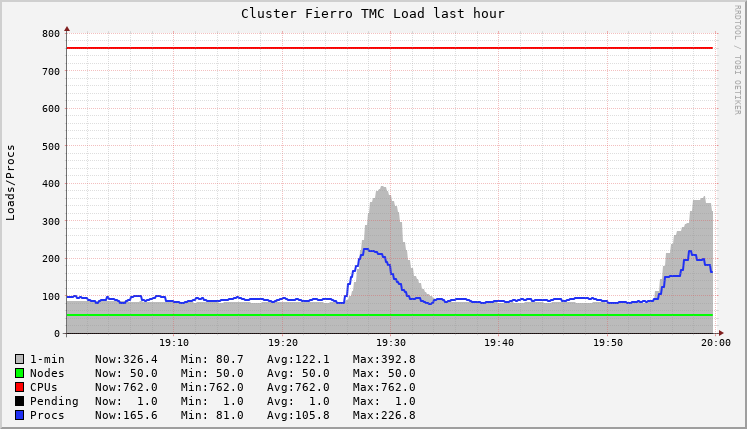 Cluster Fierro TMC Load last hour
RRDTOOL / TOBI OETIKER
Loads/Procs
800
700
600
500
400
300
200
100
0
19:10 19:20 19:30 19:40 19:50 20:00
1-min Now:326.4 Min: 80.7 Avg:122.1 Max:392.8
Nodes Now: 50.0 Min: 50.0 Avg: 50.0 Max: 50.0
CPUs Now:762.0 Min:762.0 Avg:762.0 Max:762.0
Pending Now: 1.0 Min: 1.0 Avg: 1.0 Max: 1.0
Procs Now:165.6 Min: 81.0 Avg:105.8 Max:226.8